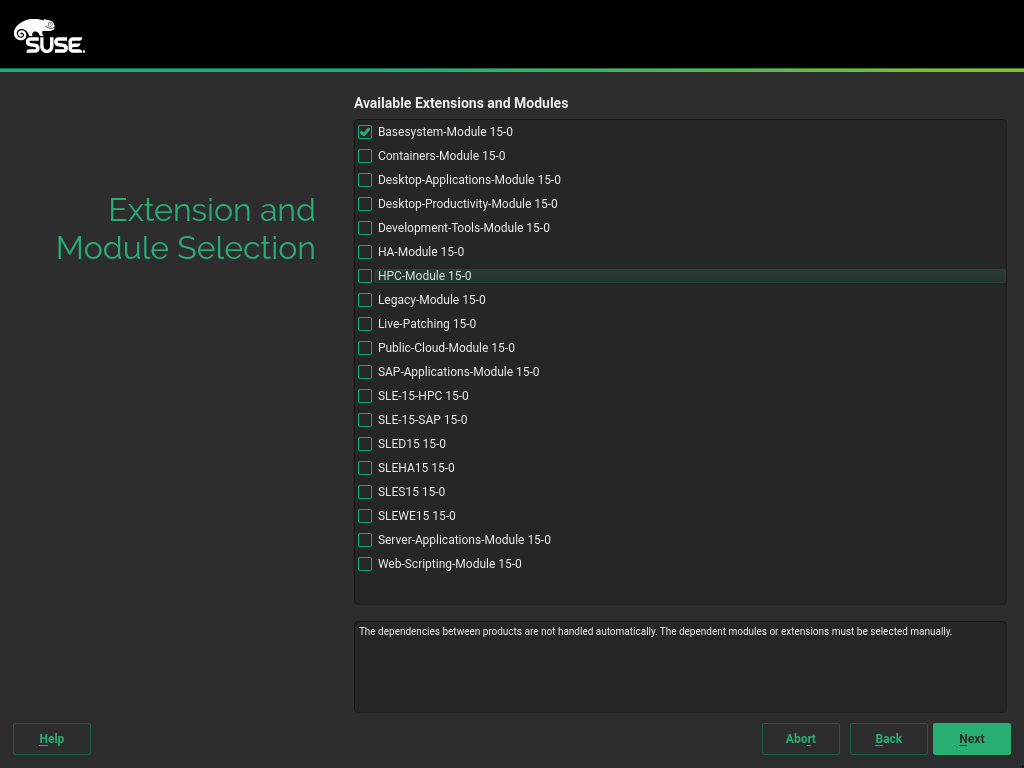 SUSE.
Available Extensions and Modules
Extension and
Module Selection
Basesystem-Module 15-0
Containers-Module 15-0
Desktop-Applications-Module 15-0
Desktop-Productivity-Module 15-0
Development-Tools-Module 15-0
HA-Module 15-0
HPC-Module 15-0
Legacy-Module 15-0
Live-Patching 15-0
Public-Cloud-Module 15-0
SAP-Applications-Module 15-0
SLE-15-HPC 15-0
SLE-15-SAP 15-0
SLED15 15-0
SLEHA15 15-0
SLES15 15-0
SLEWE15 15-0
Server-Applications-Module 15-0
Web-Scripting-Module 15-0
The dependencies between products are not handled automatically. The dependent modules or extensions must be selected manually.
Help
Abort
Back
Next